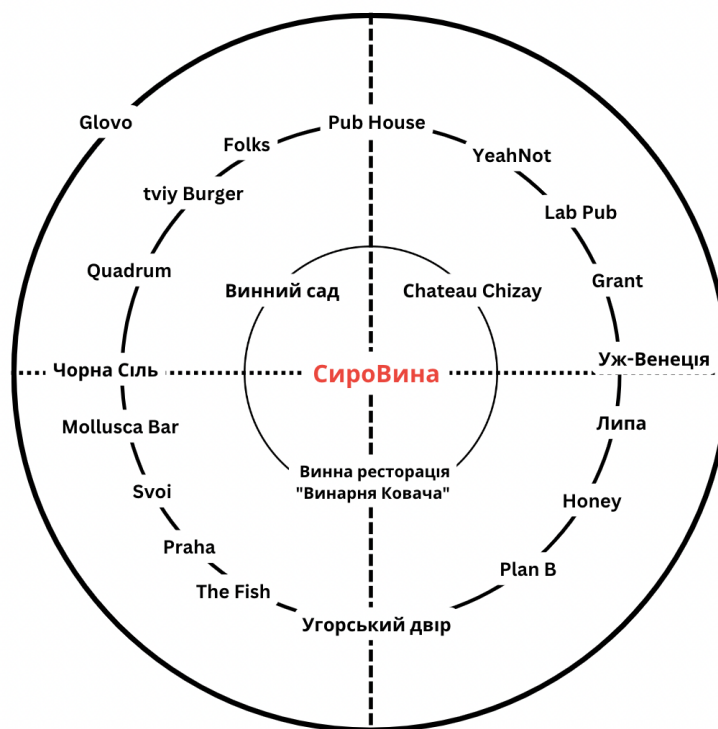 Glovo
Pub House
Folks
YeahNot
tviy Burger
Lab Pub
Quadrum
Grant
Винний сад
Chateau Chizay
Уж-Венеція
Чорна Сіль
СироВина
Mollusca Bar
Липа
Винна ресторація
"Винарня Ковача"
Svoi
Honey
Praha
Plan B
The Fish
Угорський двір